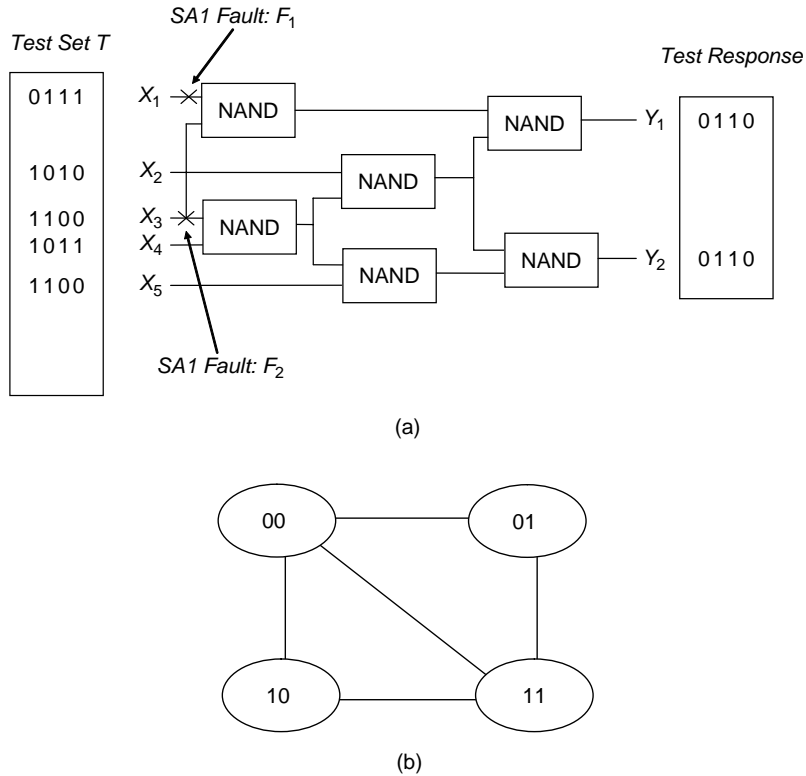 SA1 Fault: F₁
Test Set T
Test Response
0111
X₁
NAND
NAND
Y₁
0110
1010
X₂
NAND
1100
X₃
NAND
1011
X₄
NAND
NAND
Y₂
0110
1100
X₅
SA1 Fault: F₂
(a)
00
01
10
11
(b)